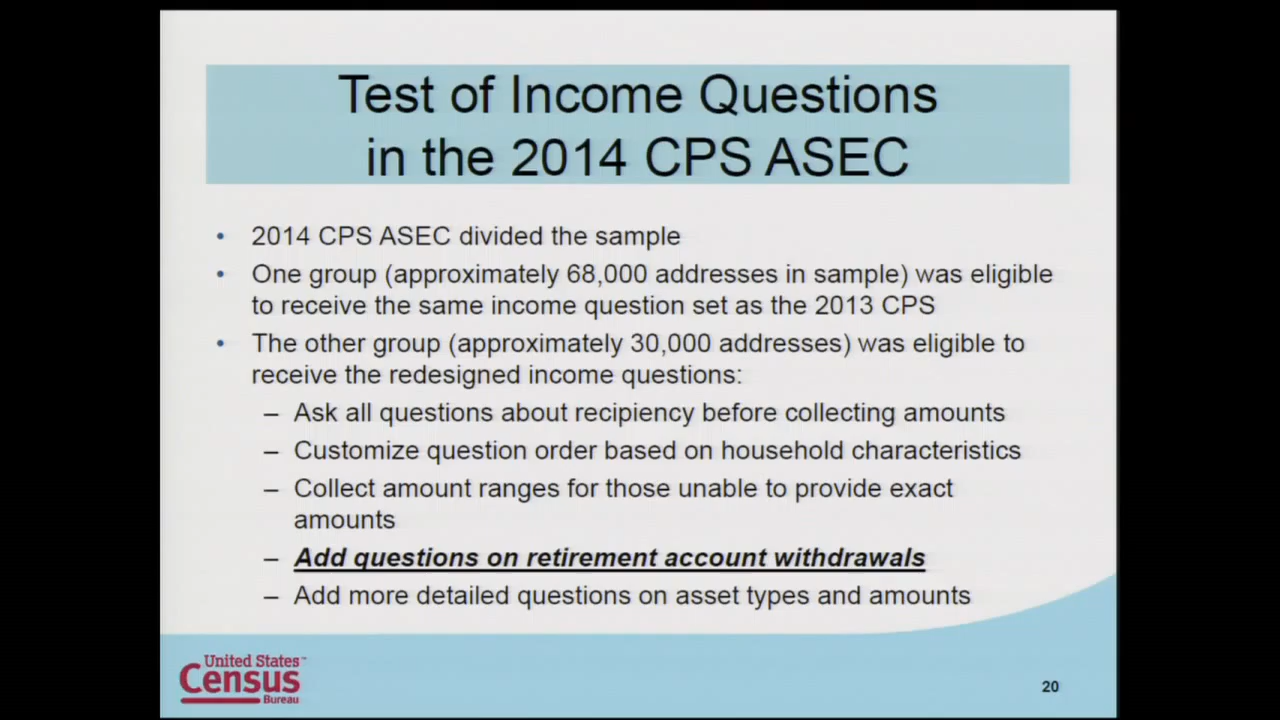 Test of Income Questions
in the 2014 CPS ASEC
• 2014 CPS ASEC divided the sample
• One group (approximately 68,000 addresses in sample) was eligible
to receive the same income question set as the 2013 CPS
• The other group (approximately 30,000 addresses) was eligible to
receive the redesigned income questions:
– Ask all questions about recipiency before collecting amounts
– Customize question order based on household characteristics
– Collect amount ranges for those unable to provide exact
amounts
– Add questions on retirement account withdrawals
– Add more detailed questions on asset types and amounts
United States™
Census
Bureau
20